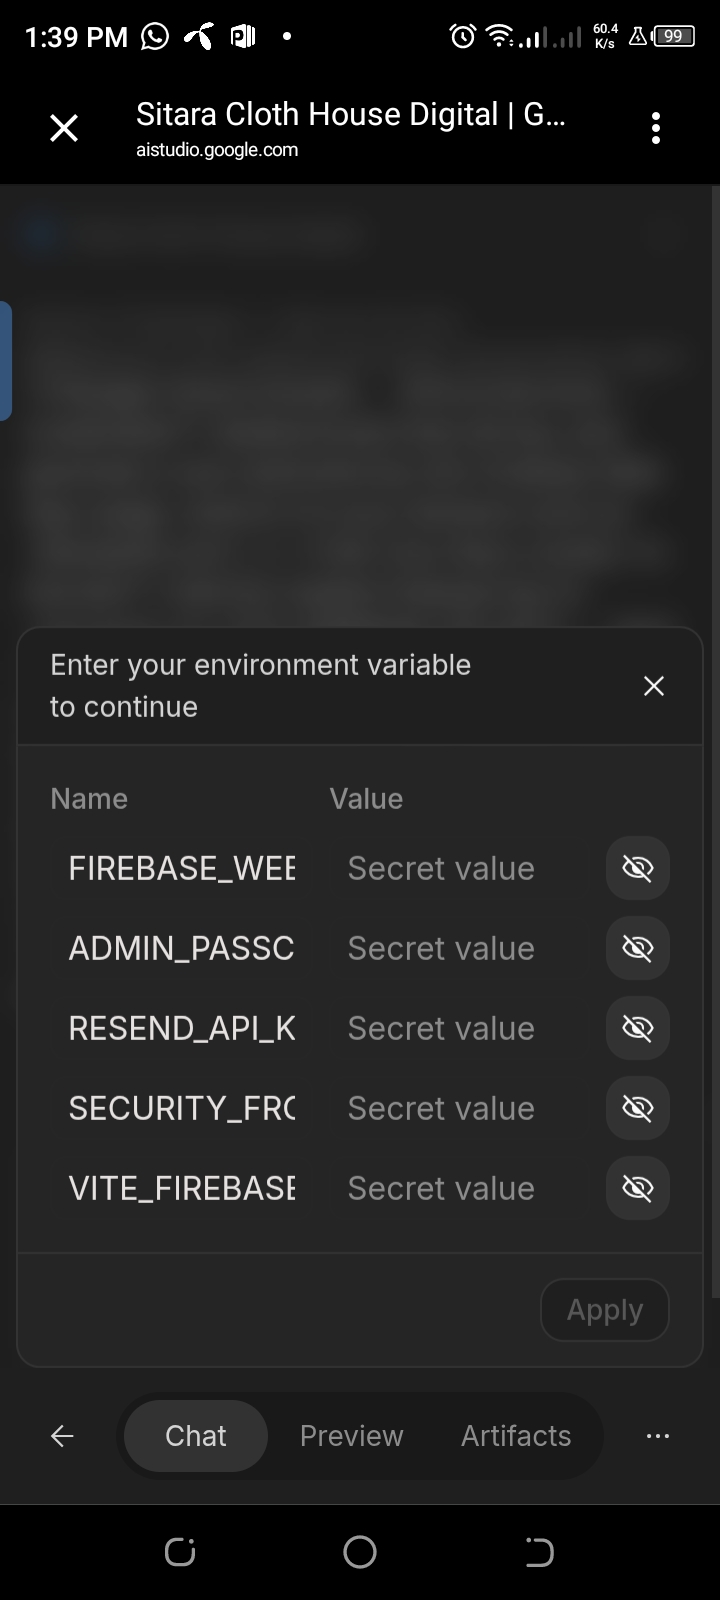 1:39 PM
60.4
K/s
99
Sitara Cloth House Digital | G...
aistudio.google.com
Enter your environment variable
to continue
Name Value
FIREBASE_WEB Secret value
ADMIN_PASSC Secret value
RESEND_API_K Secret value
SECURITY_FRO Secret value
VITE_FIREBASE Secret value
Apply
Chat Preview Artifacts